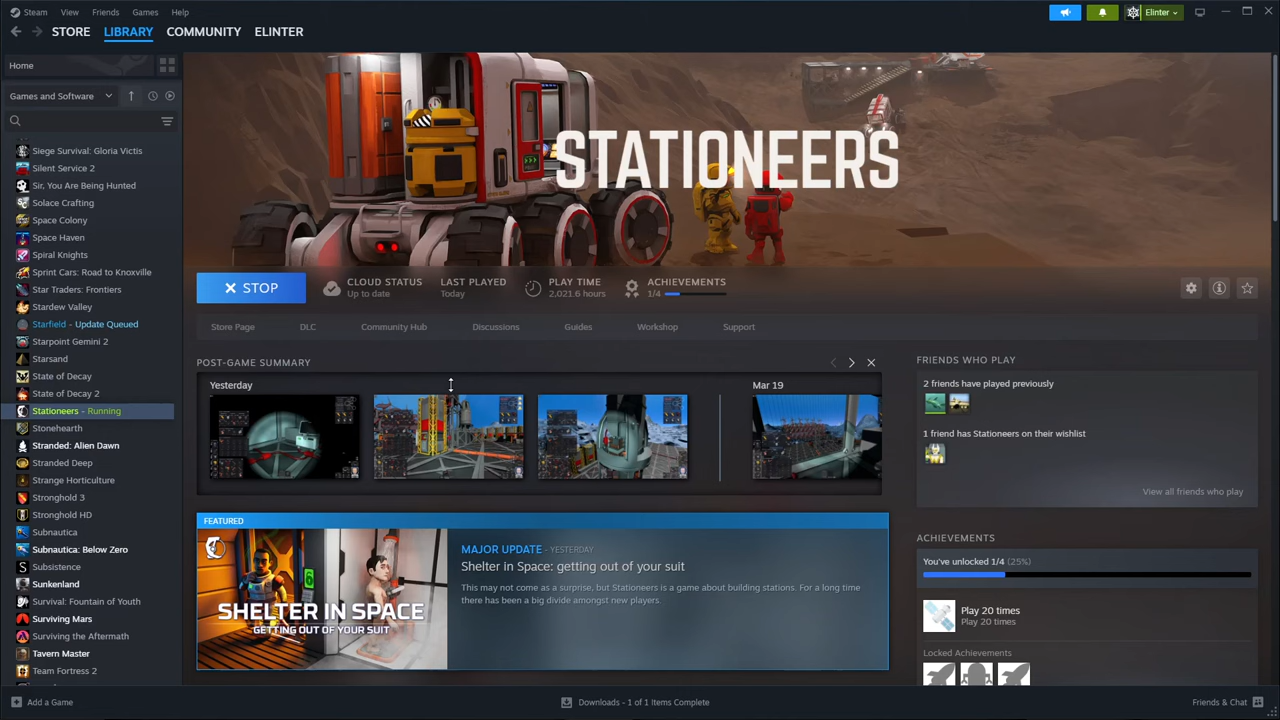 Steam View Friends Games Help
Elinter
STORE LIBRARY COMMUNITY ELINTER
Home
Games and Software
Siege Survival: Gloria Victis
Silent Service 2
Sir, You Are Being Hunted
Solace Crafting
Space Colony
Space Haven
Spiral Knights
Sprint Cars: Road to Knoxville
Star Traders: Frontiers
Stardew Valley
Starfield - Update Queued
Starpoint Gemini 2
Starsand
State of Decay
State of Decay 2
Stationeers - Running
Stonehearth
Stranded: Alien Dawn
Stranded Deep
Strange Horticulture
Stronghold 3
Stronghold HD
Subnautica
Subnautica: Below Zero
Subsistence
Sunkenland
Survival: Fountain of Youth
Surviving Mars
Surviving the Aftermath
Tavern Master
Team Fortress 2
STATIONEERS
STOP
CLOUD STATUS
Up to date
LAST PLAYED
Today
PLAY TIME
2,021.6 hours
ACHIEVEMENTS
1/4
Store Page DLC Community Hub Discussions Guides Workshop Support
POST-GAME SUMMARY
Yesterday
Mar 19
FEATURED
SHELTER IN SPACE
GETTING OUT OF YOUR SUIT
MAJOR UPDATE - YESTERDAY
Shelter in Space: getting out of your suit
This may not come as a surprise, but Stationeers is a game about building stations. For a long time
there has been a big divide amongst new players.
FRIENDS WHO PLAY
2 friends have played previously
1 friend has Stationeers on their wishlist
View all friends who play
ACHIEVEMENTS
You've unlocked 1/4 (25%)
Play 20 times
Play 20 times
Locked Achievements
Add a Game
Downloads - 1 of 1 Items Complete
Friends & Chat